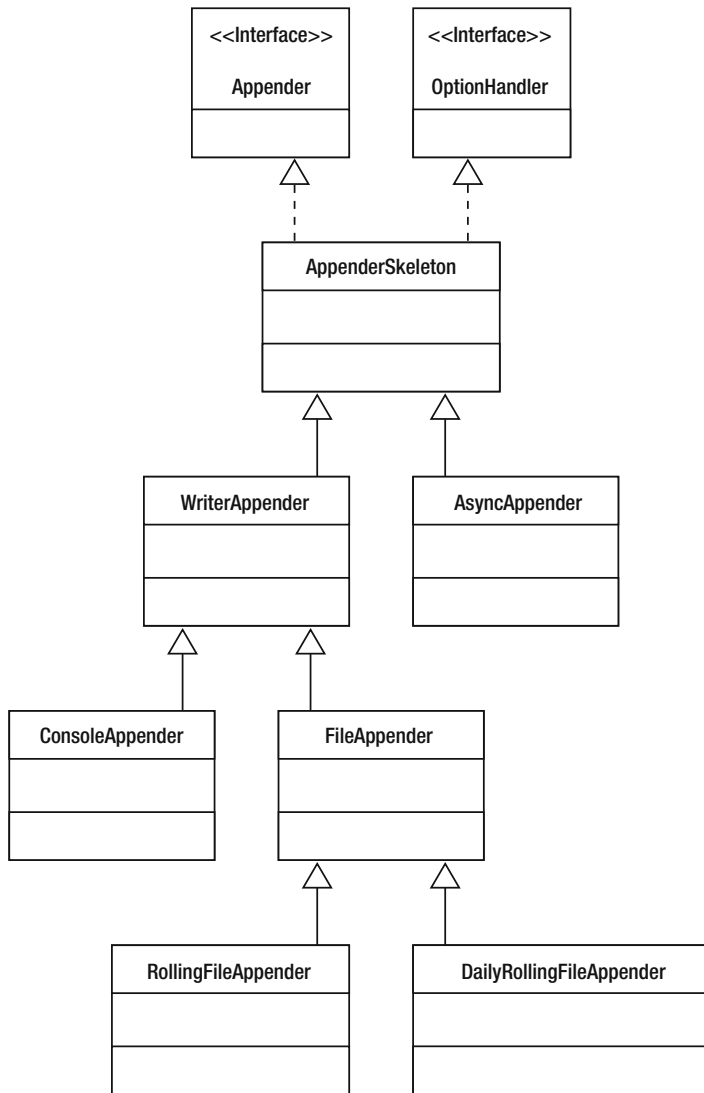 <<Interface>>
Appender
<<Interface>>
OptionHandler
AppenderSkeleton
WriterAppender
AsyncAppender
ConsoleAppender
FileAppender
RollingFileAppender
DailyRollingFileAppender